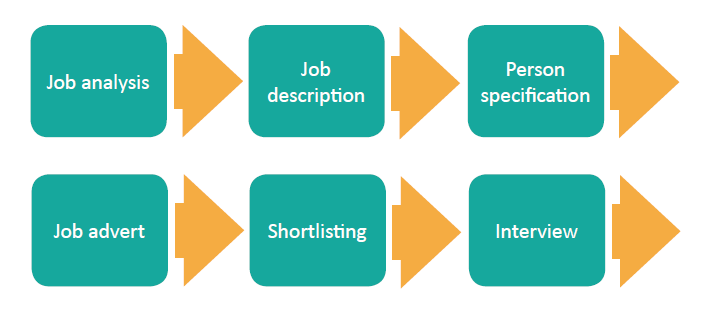 Job analysis
Job
description
Person
specification
Job advert
Shortlisting
Interview